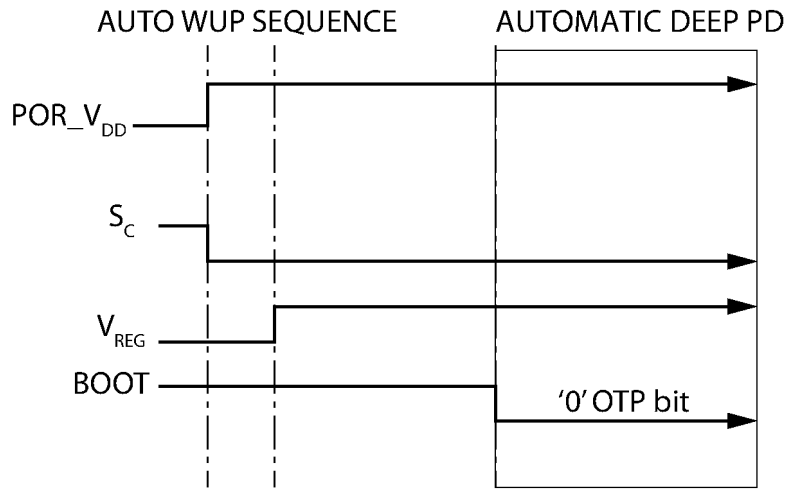 AUTO WUP SEQUENCE
AUTOMATIC DEEP PD
POR_VDD
SC
VREG
BOOT
‘0’ OTP bit